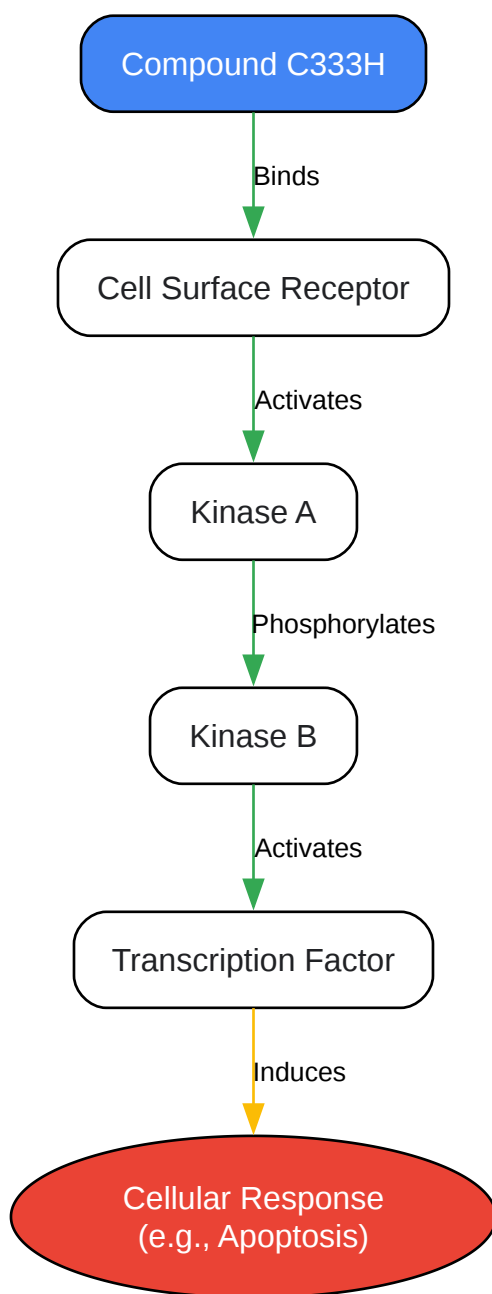 Compound C333H
Binds
Cell Surface Receptor
Activates
Kinase A
Phosphorylates
Kinase B
Activates
Transcription Factor
Induces
Cellular Response
(e.g., Apoptosis)